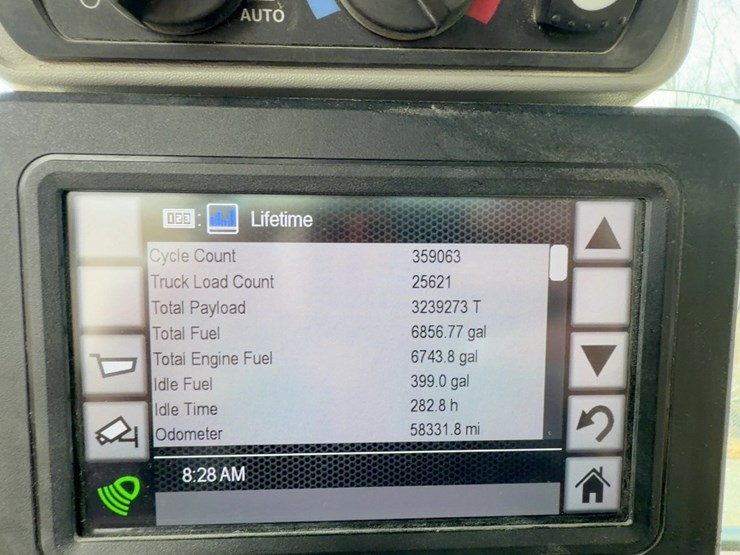 AUTO
123 : Lifetime
Cycle Count 359063
Truck Load Count 25621
Total Payload 3239273 T
Total Fuel 6856.77 gal
Total Engine Fuel 6743.8 gal
Idle Fuel 399.0 gal
Idle Time 282.8 h
Odometer 58331.8 mi
8:28 AM